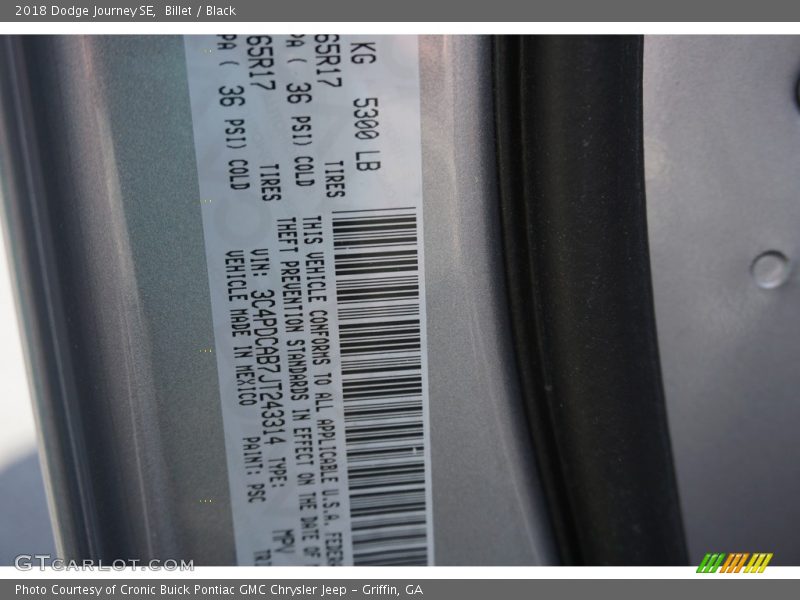 2018 Dodge Journey SE, Billet / Black
KG 5300 LB
65R17 TIRES
PA ( 36 PSI) COLD
65R17 TIRES
PA ( 36 PSI) COLD
THIS VEHICLE CONFORMS TO ALL APPLICABLE U.S.A. FEDER
THEFT PREVENTION STANDARDS IN EFFECT ON THE DATE OF
VIN: 3C4PDCAB7JT243314 TYPE: MPV
VEHICLE MADE IN MEXICO PAINT: PSC
GTCARLOT.COM
Photo Courtesy of Cronic Buick Pontiac GMC Chrysler Jeep - Griffin, GA